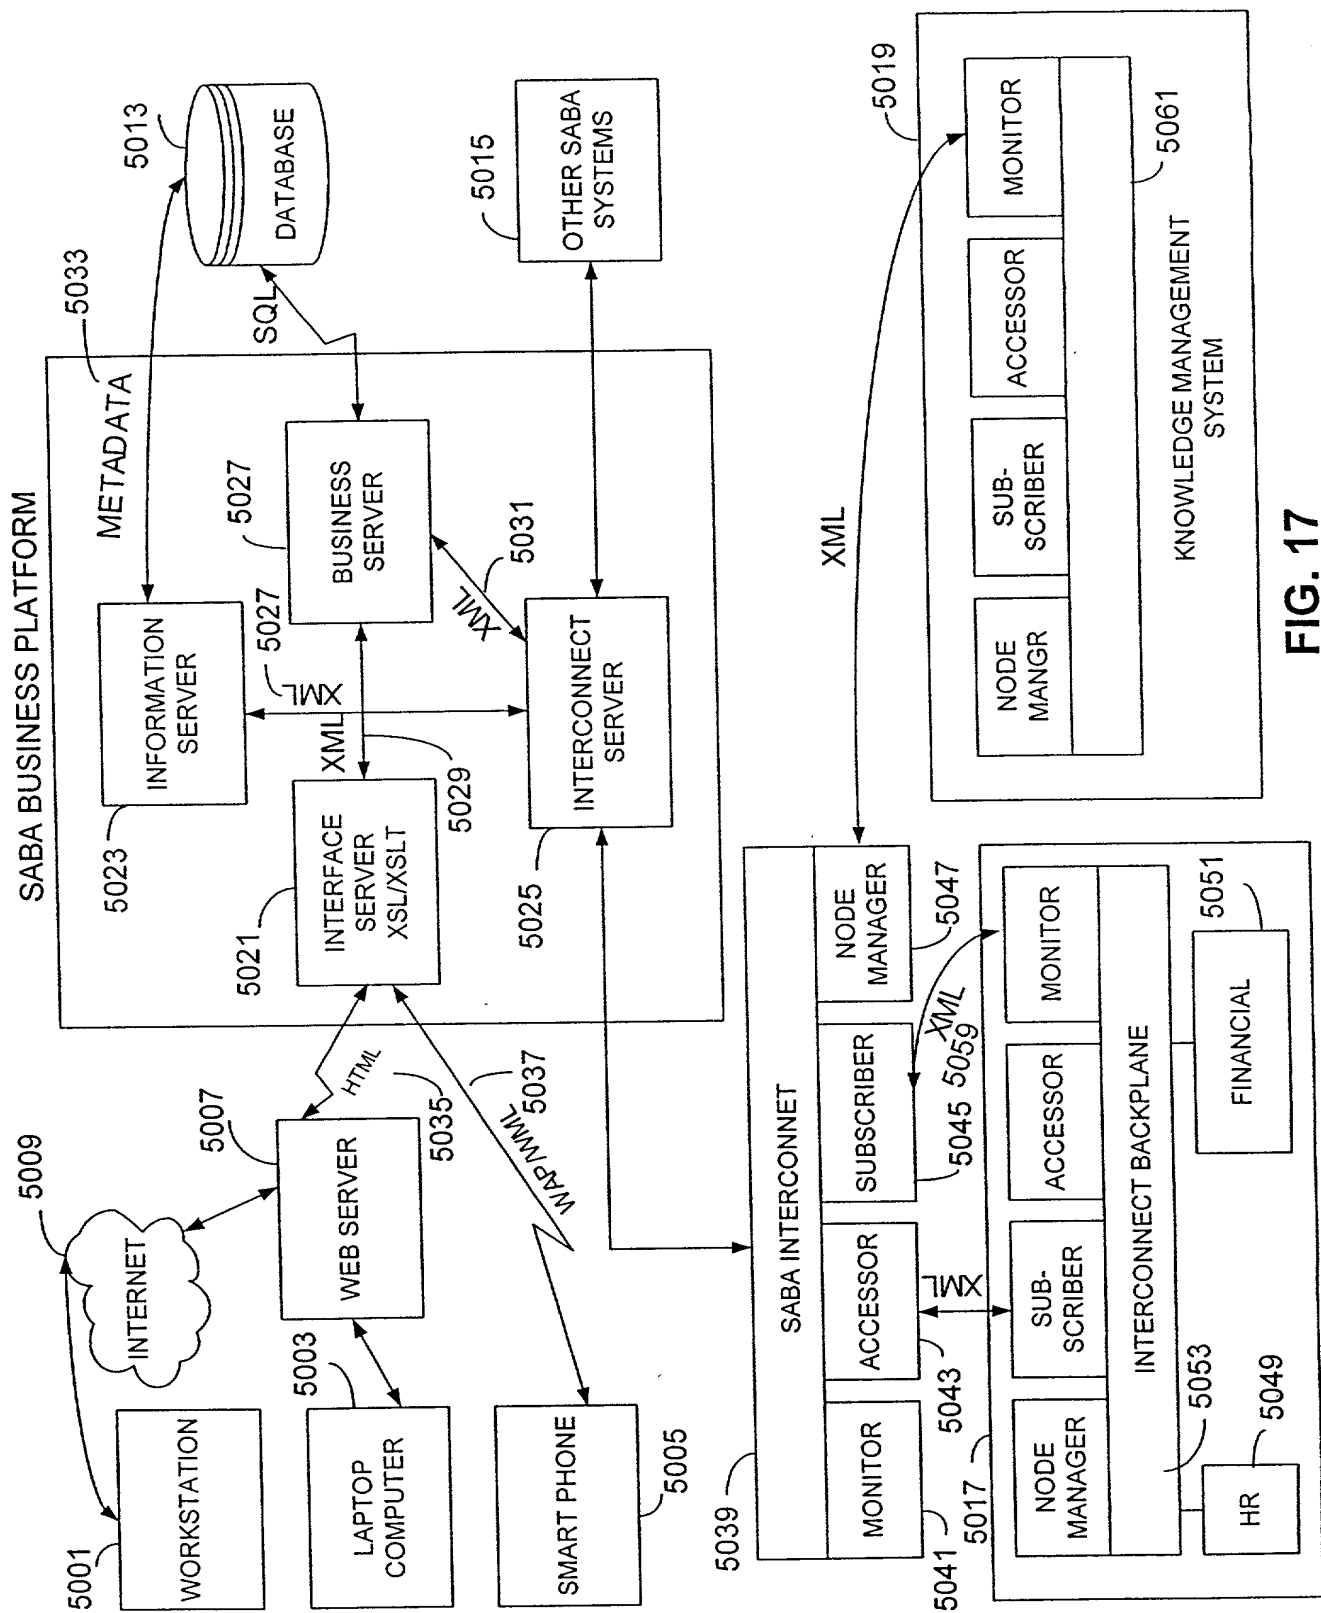 SABA BUSINESS PLATFORM
5009
INTERNET
5001
WORKSTATION
5007
WEB SERVER
5003
LAPTOP
COMPUTER
SMART PHONE
5005
HTML
5035
5037
WAP/WML
5023
INFORMATION
SERVER
METADATA
5033
5013
DATABASE
SQL
5021
INTERFACE
SERVER
XSL/XSLT
XML
5029
XML
5027
5027
BUSINESS
SERVER
XML
5031
5025
INTERCONNECT
SERVER
5015
OTHER SABA
SYSTEMS
5039
SABA INTERCONNET
MONITOR
5041
ACCESSOR
5043
SUBSCRIBER
5045
NODE
MANAGER
5047
XML
XML
5059
XML
5017
NODE
MANAGER
SUB-
SCRIBER
ACCESSOR
MONITOR
INTERCONNECT BACKPLANE
5053
HR
5049
FINANCIAL
5051
5019
NODE
MANGR
SUB-
SCRIBER
ACCESSOR
MONITOR
5061
KNOWLEDGE MANAGEMENT
SYSTEM
FIG. 17